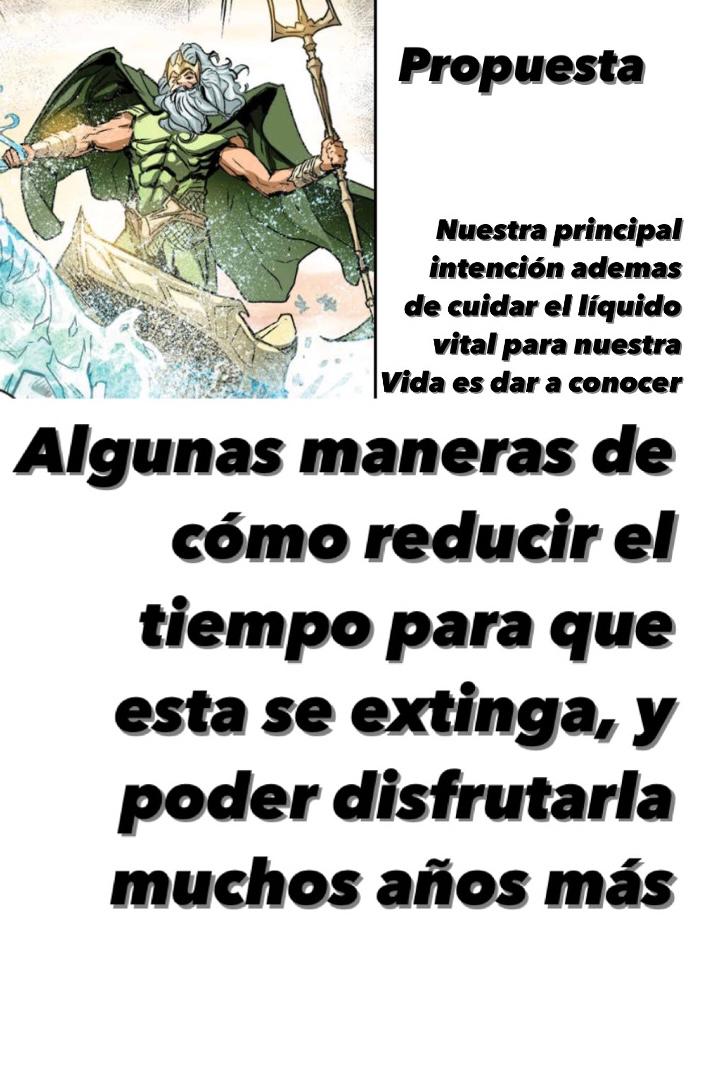 Propuesta
Nuestra principal
intención ademas
de cuidar el líquido
vital para nuestra
Vida es dar a conocer
Algunas maneras de
cómo reducir el
tiempo para que
esta se extinga, y
poder disfrutarla
muchos años más